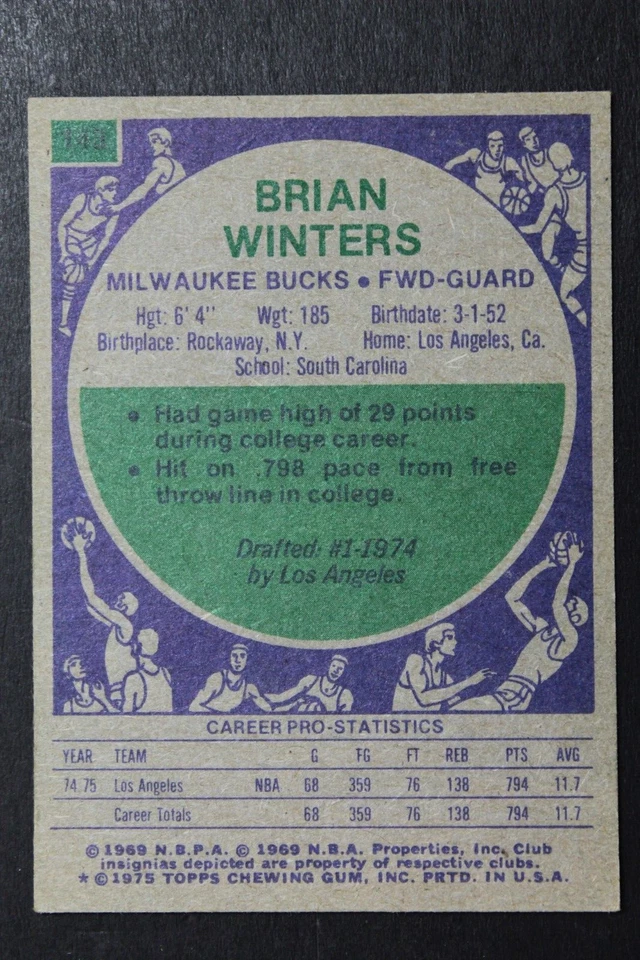 143
BRIAN
WINTERS
MILWAUKEE BUCKS • FWD-GUARD
Hgt: 6' 4'' Wgt: 185 Birthdate: 3-1-52
Birthplace: Rockaway, N.Y. Home: Los Angeles, Ca.
School: South Carolina
• Had game high of 29 points
during college career.
• Hit on .798 pace from free
throw line in college.
Drafted: #1-1974
by Los Angeles
CAREER PRO-STATISTICS
YEAR TEAM G FG FT REB PTS AVG
74.75 Los Angeles NBA 68 359 76 138 794 11.7
Career Totals 68 359 76 138 794 11.7
© 1969 N.B.P.A. © 1969 N.B.A. Properties, Inc. Club
insignias depicted are property of respective clubs.
* © 1975 TOPPS CHEWING GUM, INC. PRTD. IN U.S.A.